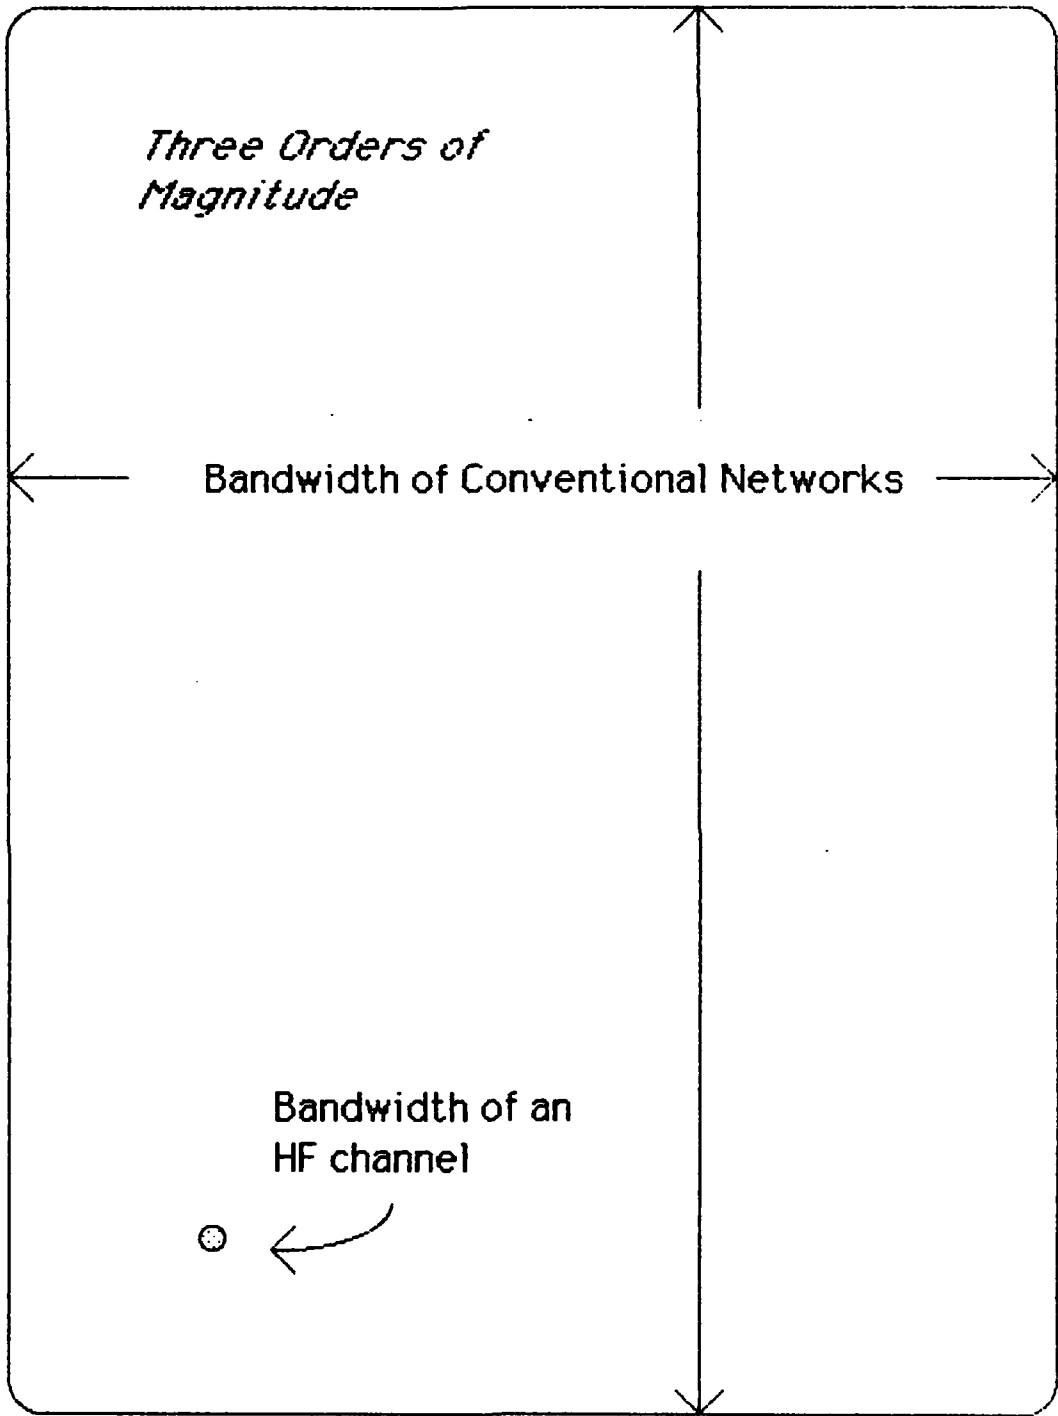 Three Orders of
Magnitude
Bandwidth of Conventional Networks
Bandwidth of an
HF channel